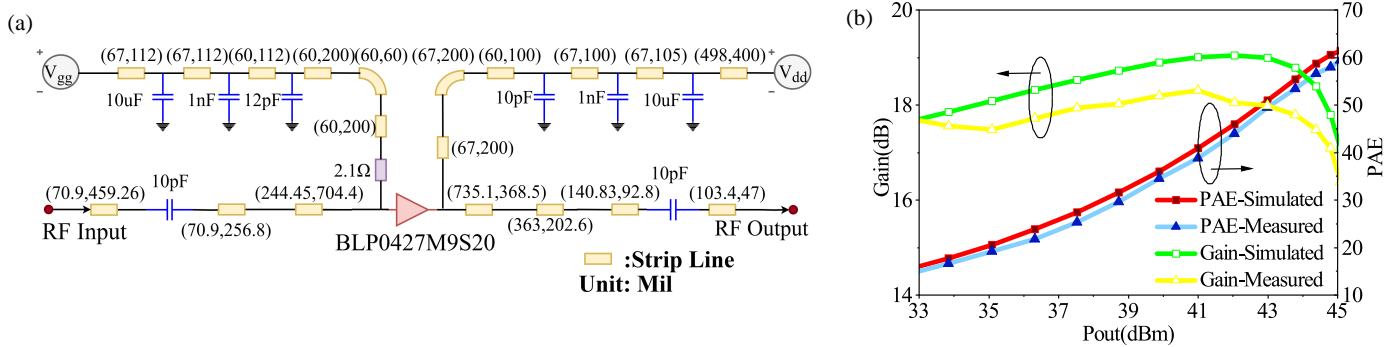 (a)
(67,112) (67,112) (60,112) (60,200) (60,60) (67,200) (60,100) (67,100) (67,105) (498,400)
+ Vgg −
+ Vdd −
10uF 1nF 12pF 10pF 1nF 10uF
(60,200)
(67,200)
2.1Ω
(70.9,459.26) 10pF (244.45,704.4) (735.1,368.5) (140.83,92.8) 10pF (103.4,47)
RF Input (70.9,256.8) (363,202.6) RF Output
BLP0427M9S20
:Strip Line
Unit: Mil
(b)
20
18
16
14
Gain(dB)
70
60
50
40
30
20
10
PAE
PAE-Simulated
PAE-Measured
Gain-Simulated
Gain-Measured
33 35 37 39 41 43 45
Pout(dBm)